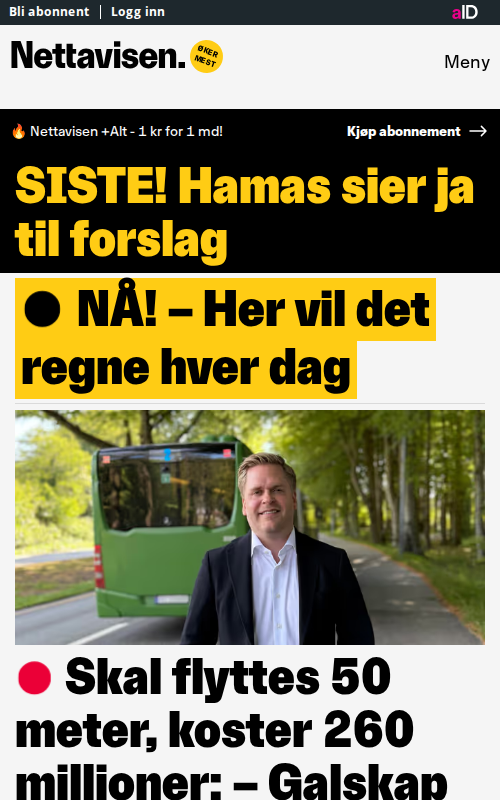 Bli abonnent
Logg inn
aID
Nettavisen.
ØKER
MEST
Meny
🔥 Nettavisen +Alt - 1 kr for 1 md!
Kjøp abonnement →
SISTE! Hamas sier ja
til forslag
NÅ! – Her vil det
regne hver dag
Skal flyttes 50
meter, koster 260
millioner: – Galskap